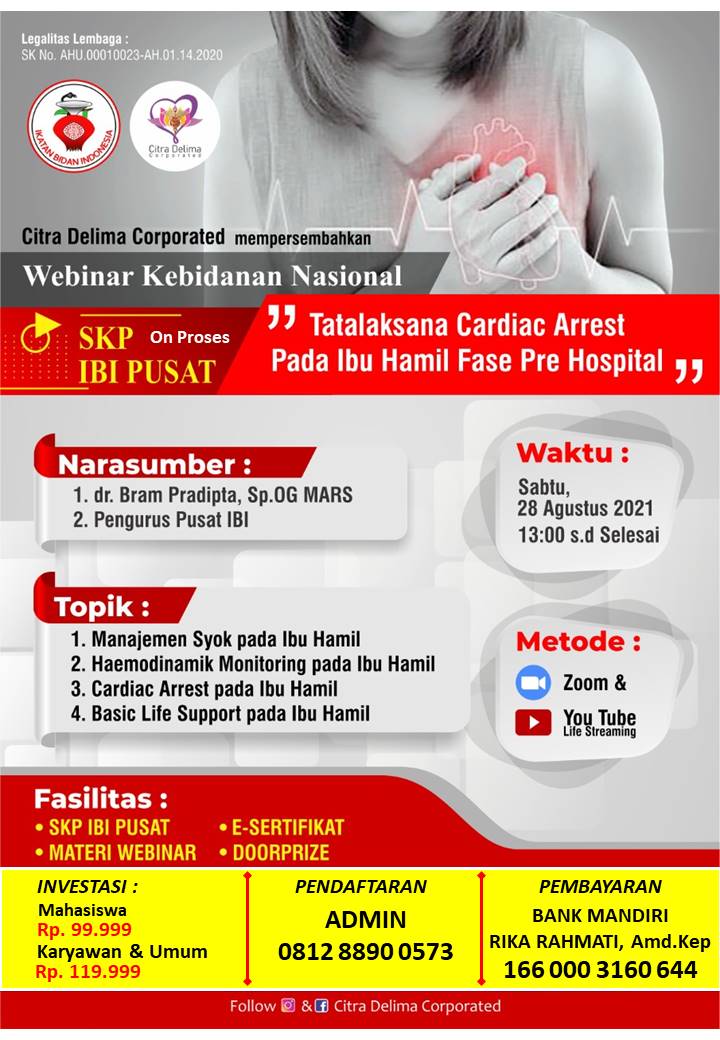 Legalitas Lembaga :
SK No. AHU.00010023-AH.01.14.2020
IKATAN BIDAN INDONESIA
Citra Delima
Corporated
Citra Delima Corporated mempersembahkan
Webinar Kebidanan Nasional
SKP On Proses
IBI PUSAT
" Tatalaksana Cardiac Arrest
Pada Ibu Hamil Fase Pre Hospital "
Narasumber :
1. dr. Bram Pradipta, Sp.OG MARS
2. Pengurus Pusat IBI
Waktu :
Sabtu,
28 Agustus 2021
13:00 s.d Selesai
Topik :
1. Manajemen Syok pada Ibu Hamil
2. Haemodinamik Monitoring pada Ibu Hamil
3. Cardiac Arrest pada Ibu Hamil
4. Basic Life Support pada Ibu Hamil
Metode :
Zoom &
You Tube
Life Streaming
Fasilitas :
• SKP IBI PUSAT
• MATERI WEBINAR
• E-SERTIFIKAT
• DOORPRIZE
INVESTASI :
Mahasiswa
Rp. 99.999
Karyawan & Umum
Rp. 119.999
PENDAFTARAN
ADMIN
0812 8890 0573
PEMBAYARAN
BANK MANDIRI
RIKA RAHMATI, Amd.Kep
166 000 3160 644
Follow & Citra Delima Corporated